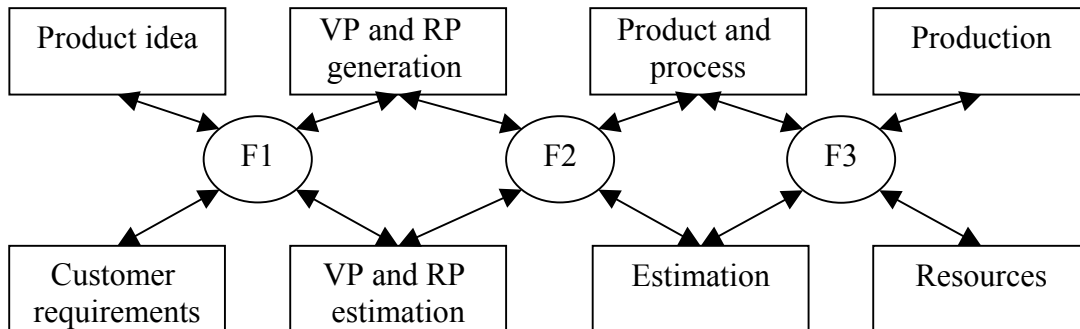 Product idea
VP and RP
generation
Product and
process
Production
F1
F2
F3
Customer
requirements
VP and RP
estimation
Estimation
Resources